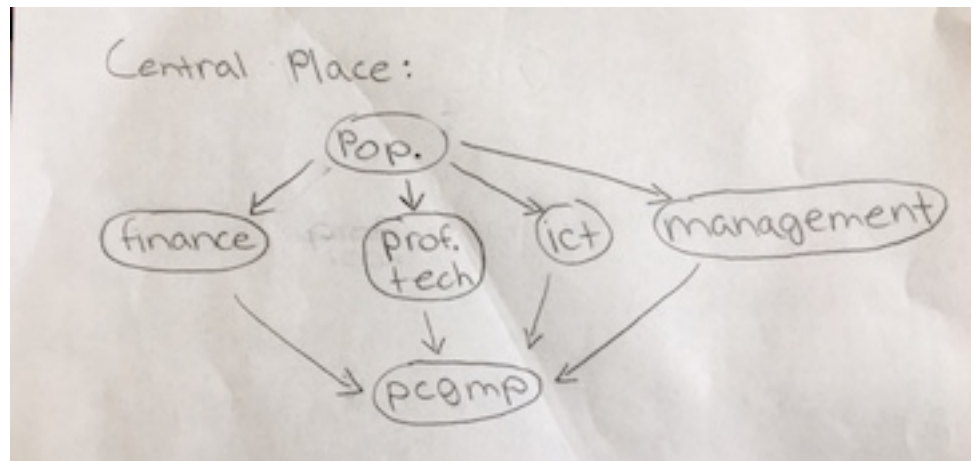 Central Place:
Pop.
finance
prof.
tech
ict
management
pcgmp